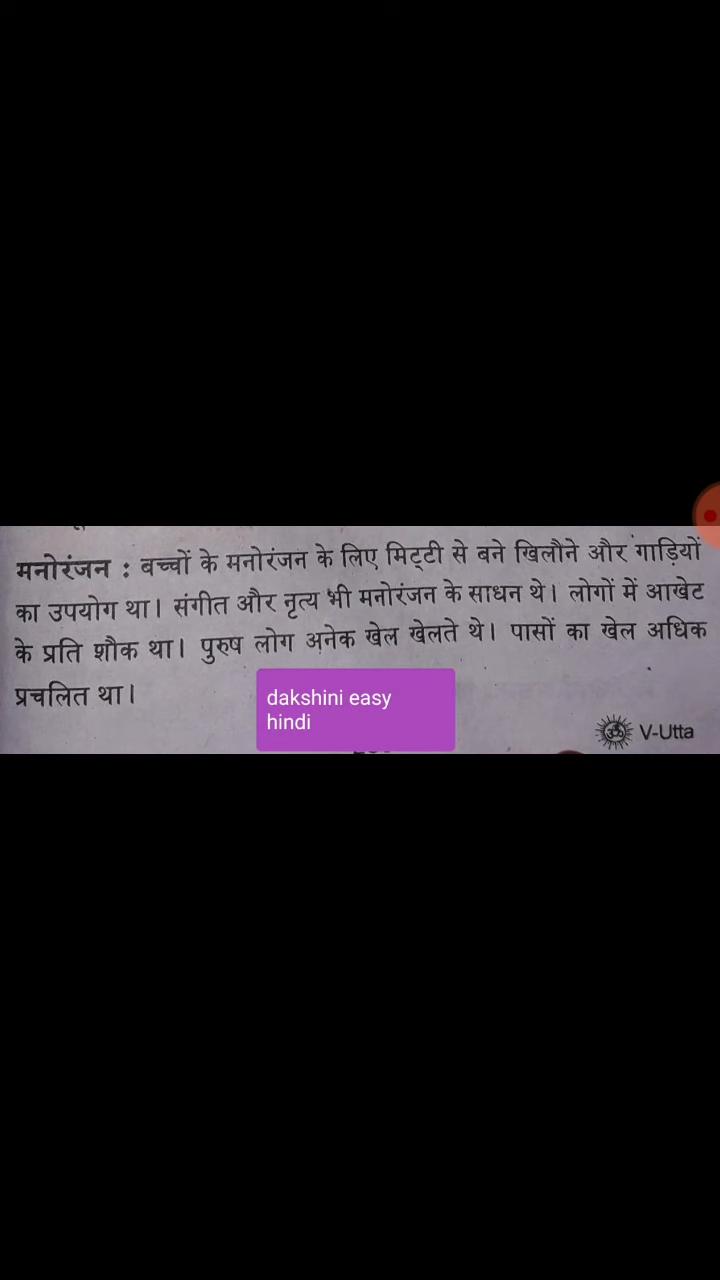 मनोरंजन : बच्चों के मनोरंजन के लिए मिट्टी से बने खिलौने और गाड़ियों
का उपयोग था। संगीत और नृत्य भी मनोरंजन के साधन थे। लोगों में आखेट
के प्रति शौक था। पुरुष लोग अनेक खेल खेलते थे। पासों का खेल अधिक
प्रचलित था।
dakshini easy
hindi
ॐ V-Utta